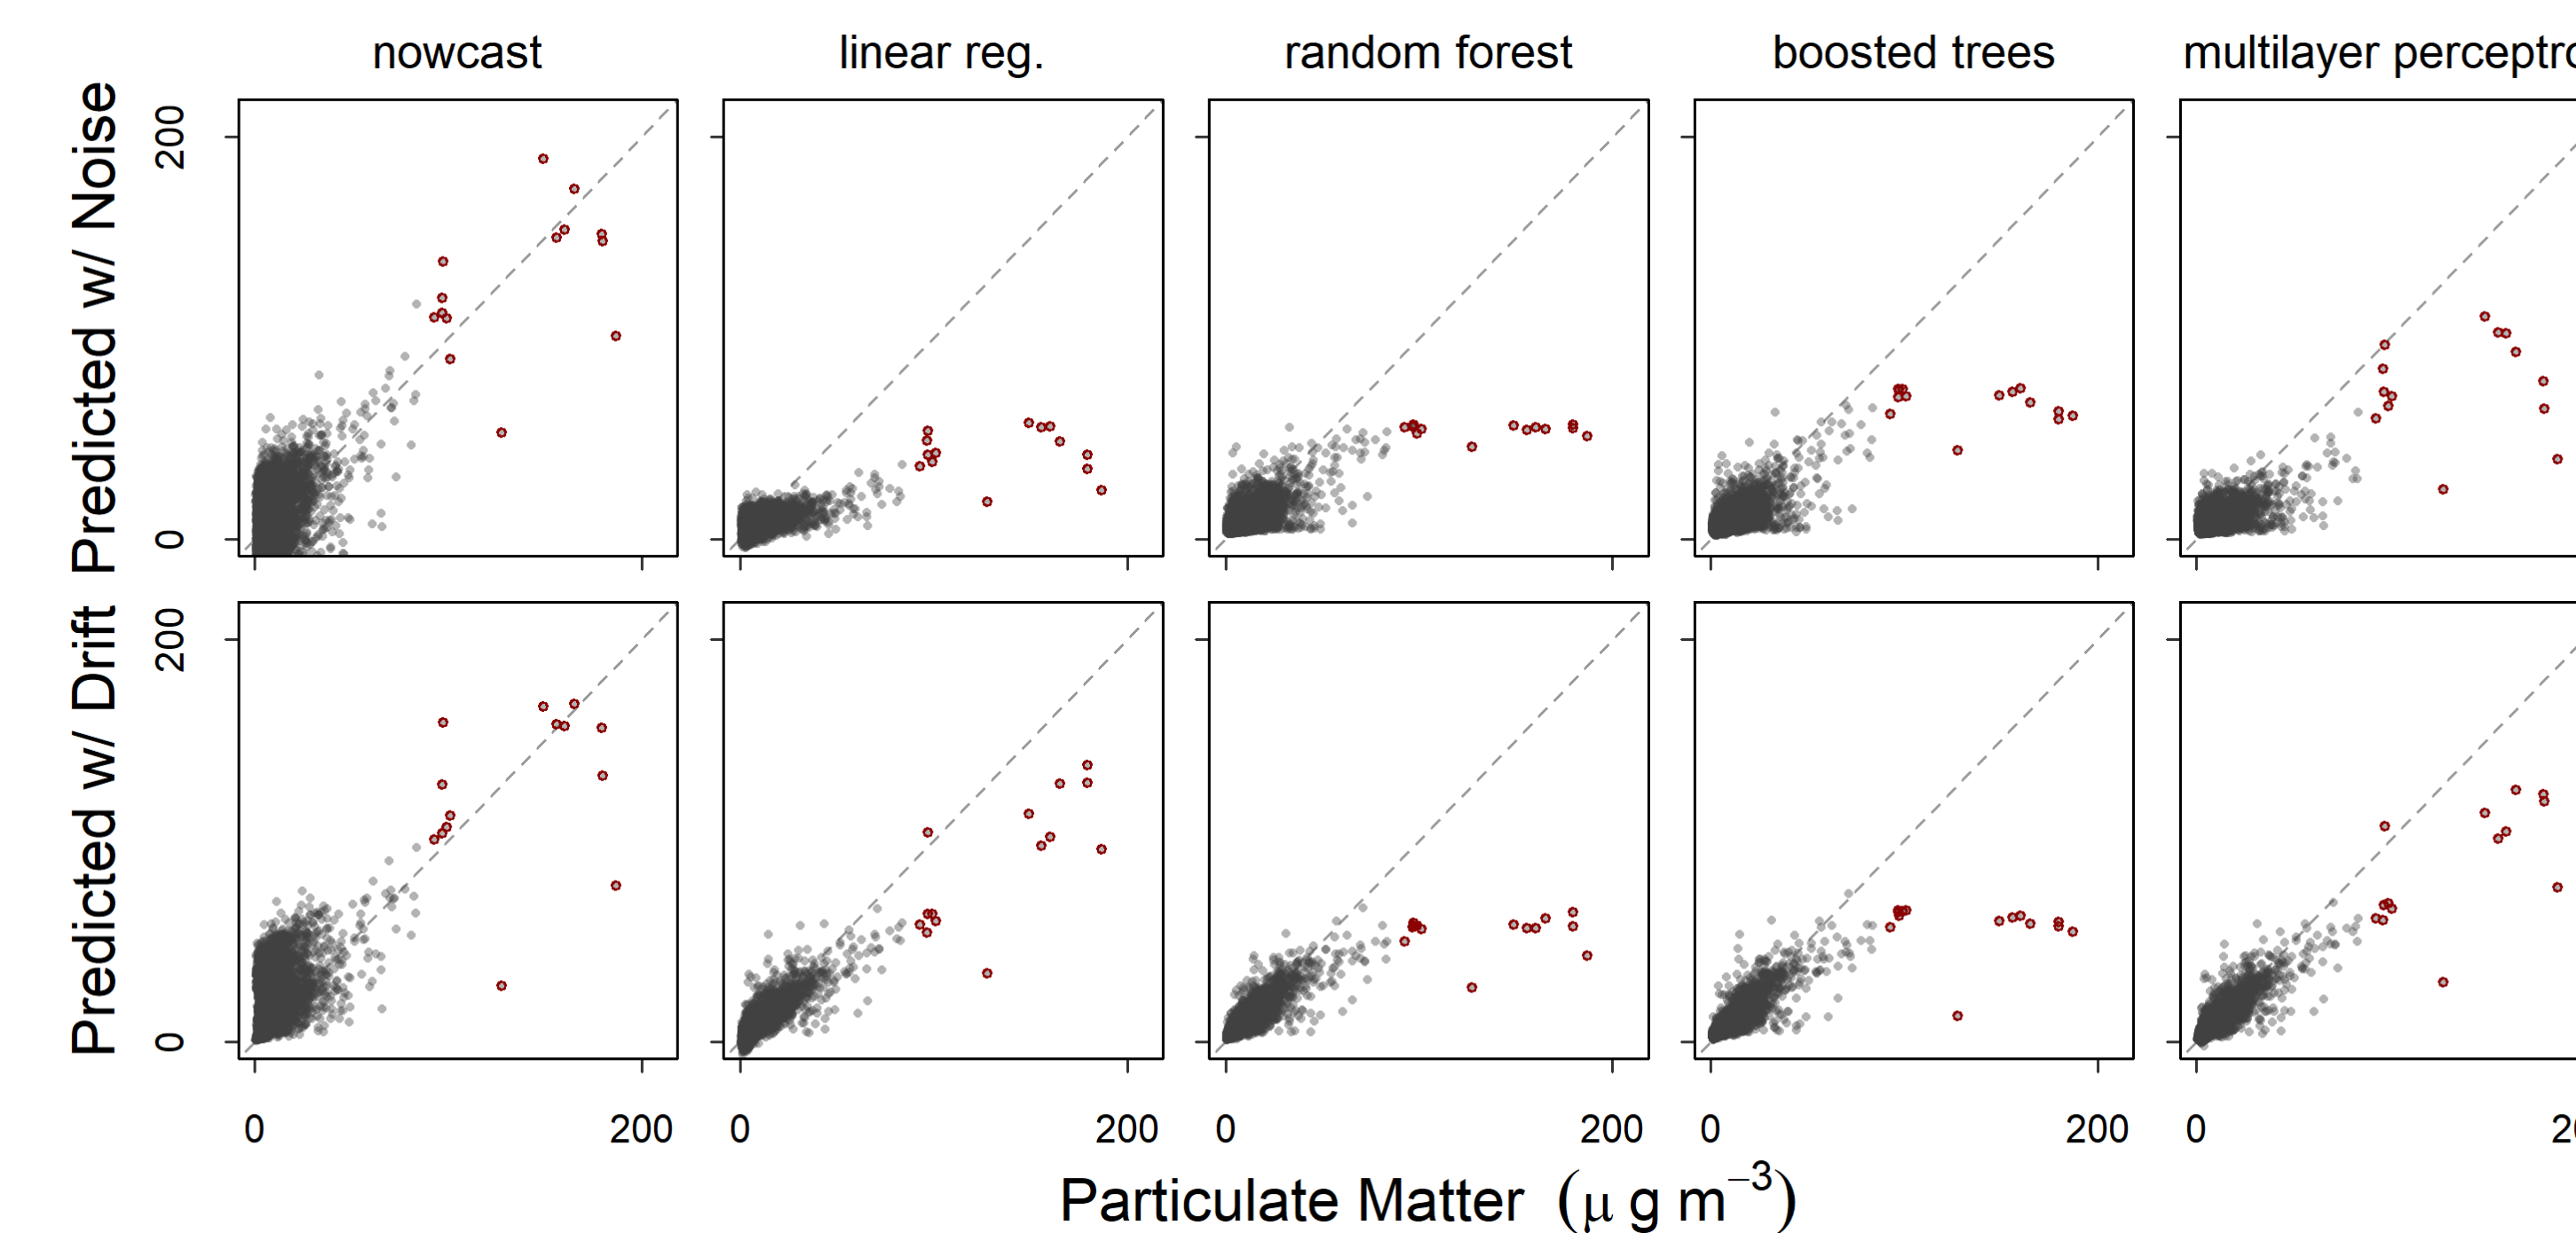 nowcast linear reg. random forest boosted trees multilayer perceptro
Predicted w/ Noise
200
0
Predicted w/ Drift
200
0
0 200 0 200 0 200 0 200 0 20
Particulate Matter (μ g m⁻³)